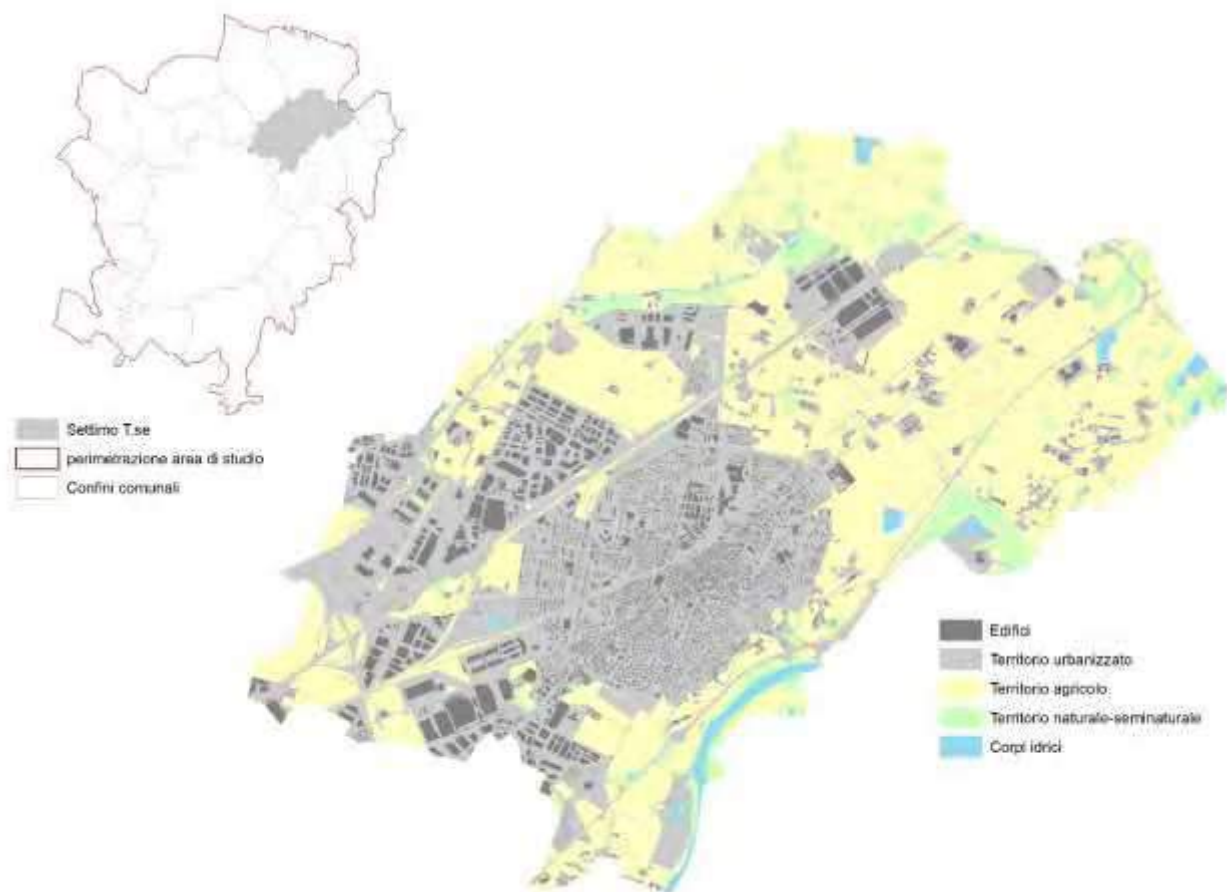 Settimo T.se
perimetrazione area di studio
Confini comunali
Edifici
Territorio urbanizzato
Territorio agricolo
Territorio naturale-seminaturale
Corpi idrici